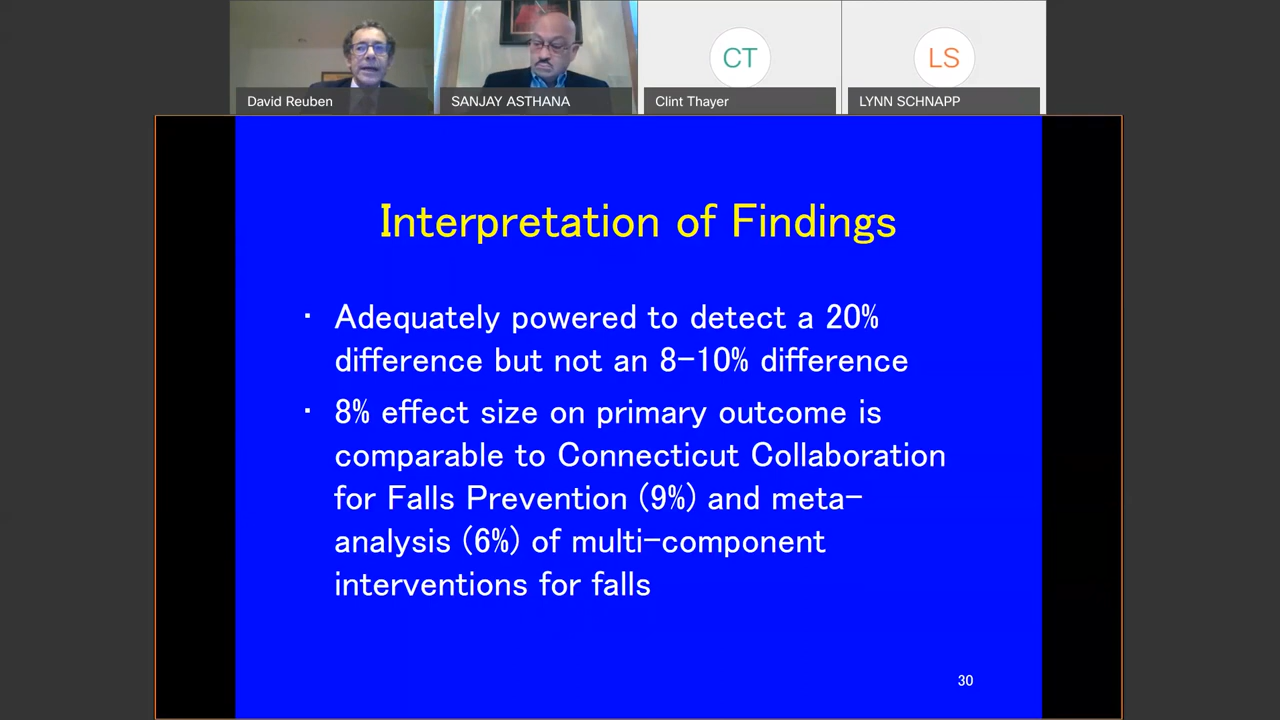 CT
LS
David Reuben
SANJAY ASTHANA
Clint Thayer
LYNN SCHNAPP
Interpretation of Findings
· Adequately powered to detect a 20%
difference but not an 8-10% difference
· 8% effect size on primary outcome is
comparable to Connecticut Collaboration
for Falls Prevention (9%) and meta-
analysis (6%) of multi-component
interventions for falls
30